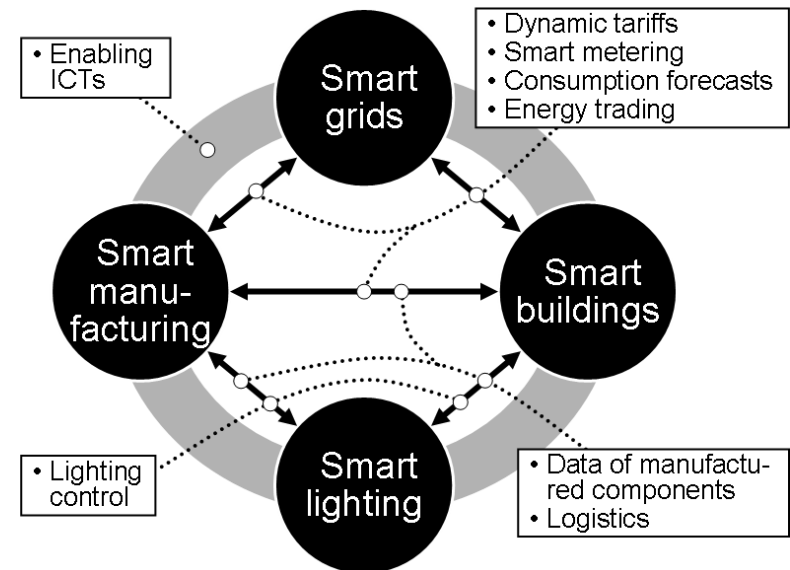 • Enabling
ICTs
Smart
grids
• Dynamic tariffs
• Smart metering
• Consumption forecasts
• Energy trading
Smart
manu-
facturing
Smart
buildings
• Lighting
control
Smart
lighting
• Data of manufactu-
red components
• Logistics